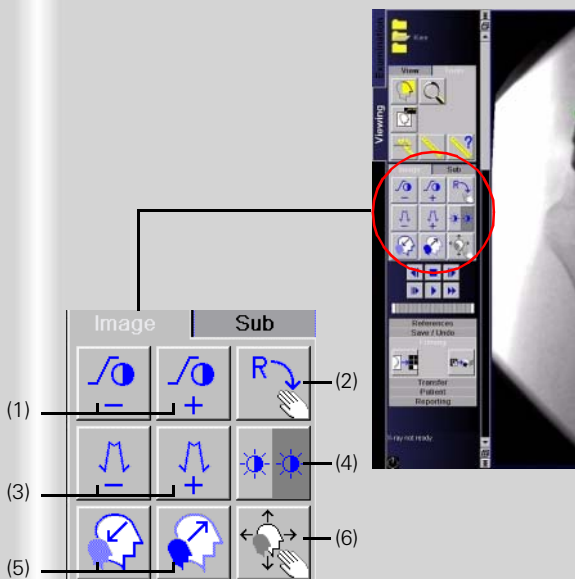 Examination
Viewing
View
Image Sub
R
References
Save / Undo
Filming
Transfer
Patient
Reporting
X-ray not ready
Image Sub
R
(1)
(2)
(3)
(4)
(5)
(6)